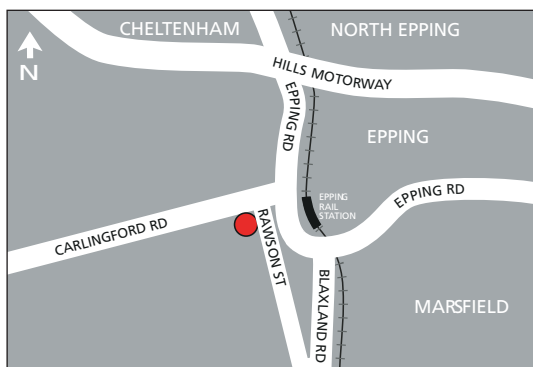 CHELTENHAM
NORTH EPPING
N
HILLS MOTORWAY
EPPING RD
EPPING
EPPING
RAIL
STATION
EPPING RD
CARLINGFORD RD
RAWSON ST
BLAXLAND RD
MARSFIELD